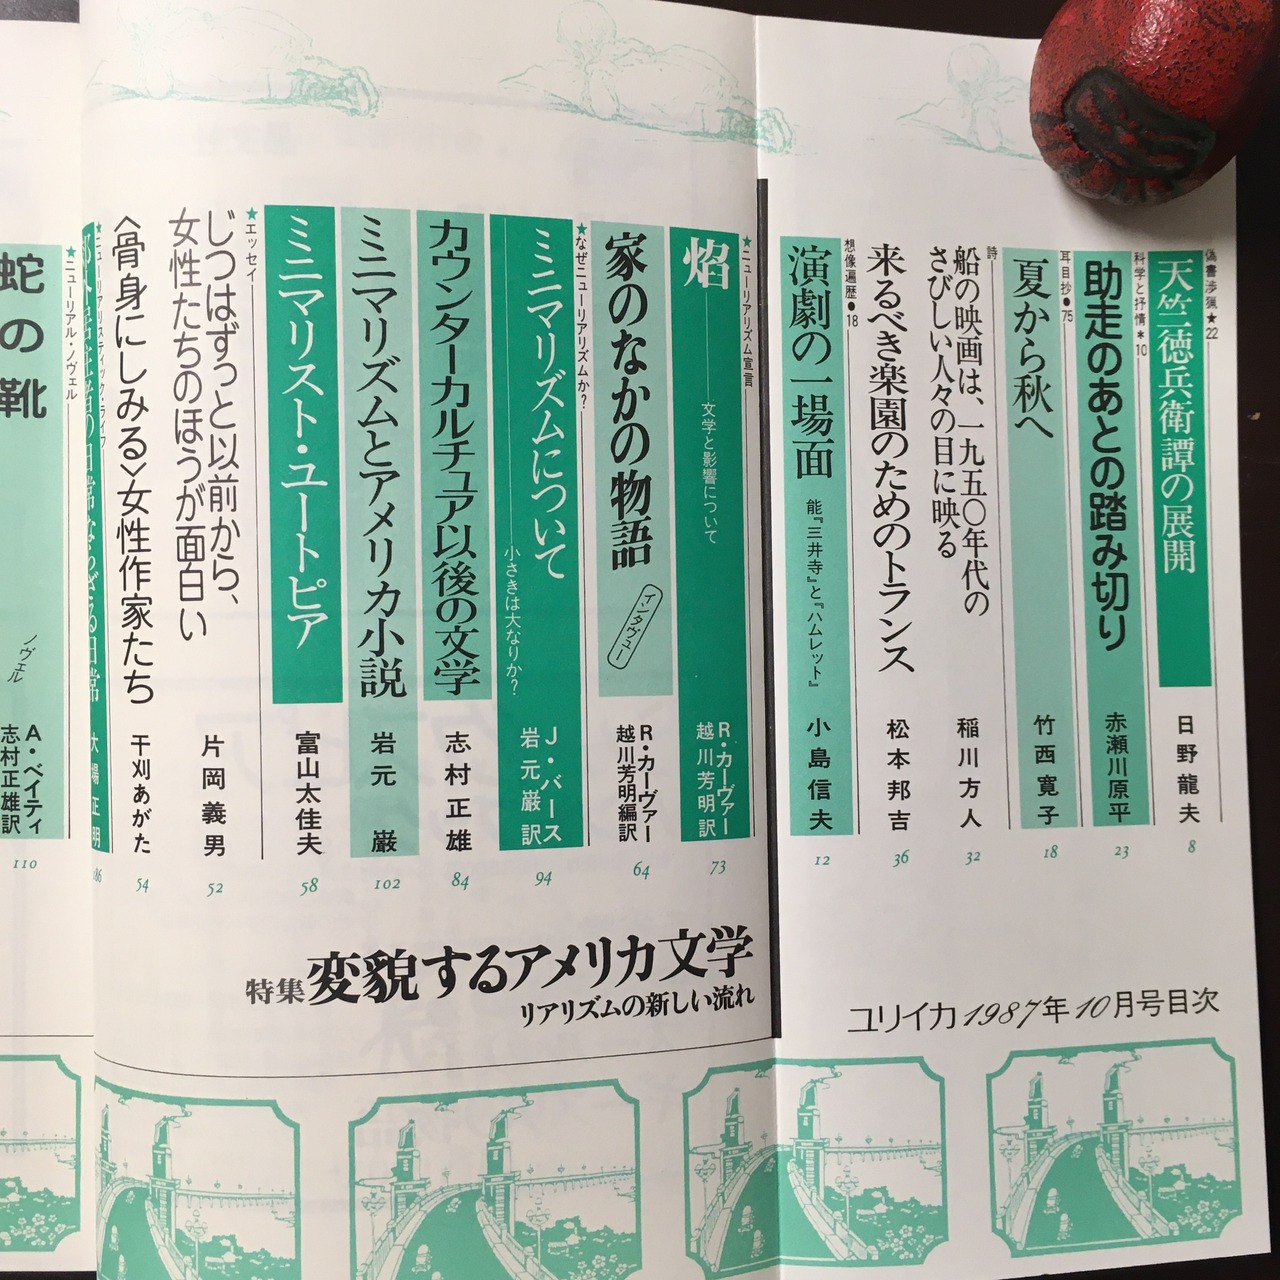 偽書渉猟★22
天竺徳兵衛譚の展開
日野龍夫
8
科学と抒情*10
助走のあとの踏み切り
赤瀬川原平
23
耳目抄●75
夏から秋へ
竹西寛子
18
詩
船の映画は、一九五〇年代の
さびしい人々の目に映る
稲川方人
32
来るべき楽園のためのトランス
松本邦吉
36
想像遍歴●18
演劇の一場面
能『三井寺』と『ハムレット』
小島信夫
12
ユリイカ1987年10月号目次
★ニューリアリズム宣言
焰
——文学と影響について
R・カーヴァー
越川芳明訳
73
家のなかの物語
インタヴュー
R・カーヴァー
越川芳明編訳
64
★なぜニューリアリズムか?
ミニマリズムについて
——小さきは大なりか?
J・バース
岩元巌訳
94
カウンターカルチュア以後の文学
志村正雄
84
ミニマリズムとアメリカ小説
岩元巌
102
ミニマリスト・ユートピア
富山太佳夫
58
★エッセイ
じつはずっと以前から、
女性たちのほうが面白い
片岡義男
52
〈骨身にしみる〉女性作家たち
干刈あがた
54
★ニューリアリスティック・ライフ
居住者の日常ならざる日常
大場正明
86
★ニューリアル・ノヴェル
蛇の靴
ノヴェル
A・ベイティ
志村正雄訳
110
特集 変貌するアメリカ文学
リアリズムの新しい流れ